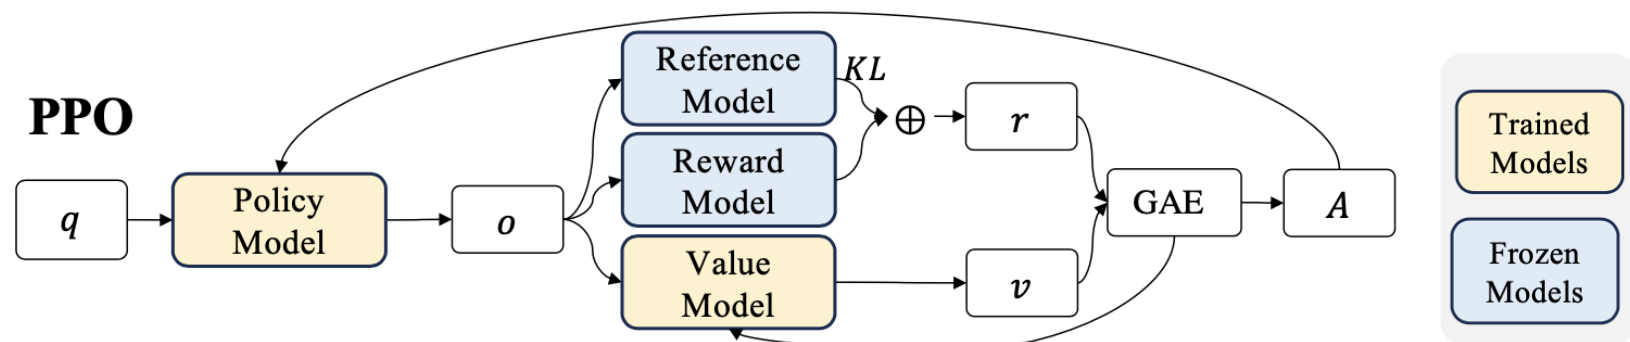 PPO
q
Policy
Model
o
Reference
Model
KL
Reward
Model
Value
Model
⊕
r
v
GAE
A
Trained
Models
Frozen
Models